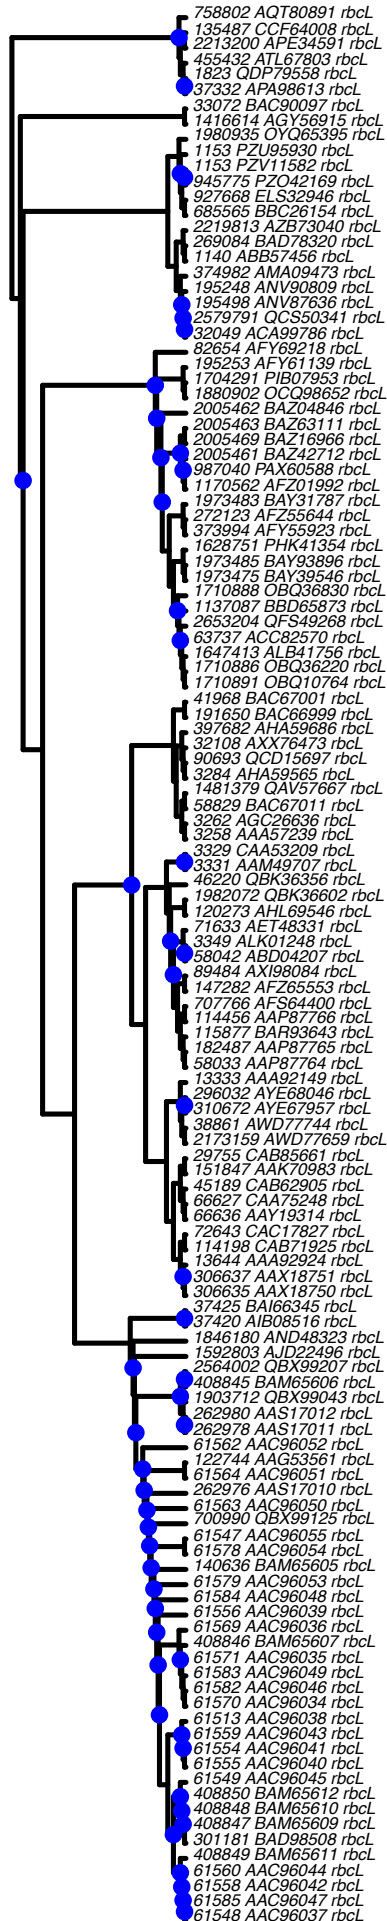 758802 AQT80891 rbcL
135487 CCF64008 rbcL
2213200 APE34591 rbcL
455432 ATL67803 rbcL
1823 QDP79558 rbcL
37332 APA98613 rbcL
33072 BAC90097 rbcL
1416614 AGY56915 rbcL
1980935 OYQ65395 rbcL
1153 PZU95930 rbcL
1153 PZV11582 rbcL
945775 PZO42169 rbcL
927668 ELS32946 rbcL
685565 BBC26154 rbcL
2219813 AZB73040 rbcL
269084 BAD78320 rbcL
1140 ABB57456 rbcL
374982 AMA09473 rbcL
195248 ANV90809 rbcL
195498 ANV87636 rbcL
2579791 QCS50341 rbcL
32049 ACA99786 rbcL
82654 AFY69218 rbcL
195253 AFY61139 rbcL
1704291 PIB07953 rbcL
1880902 OCQ98652 rbcL
2005462 BAZ04846 rbcL
2005463 BAZ63111 rbcL
2005469 BAZ16966 rbcL
2005461 BAZ42712 rbcL
987040 PAX60588 rbcL
1170562 AFZ01992 rbcL
1973483 BAY31787 rbcL
272123 AFZ55644 rbcL
373994 AFY55923 rbcL
1628751 PHK41354 rbcL
1973485 BAY93896 rbcL
1973475 BAY39546 rbcL
1710888 OBQ36830 rbcL
1137087 BBD65873 rbcL
2653204 QFS49268 rbcL
63737 ACC82570 rbcL
1647413 ALB41756 rbcL
1710886 OBQ36220 rbcL
1710891 OBQ10764 rbcL
41968 BAC67001 rbcL
191650 BAC66999 rbcL
397682 AHA59686 rbcL
32108 AXX76473 rbcL
90693 QCD15697 rbcL
3284 AHA59565 rbcL
1481379 QAV57667 rbcL
58829 BAC67011 rbcL
3262 AGC26636 rbcL
3258 AAA57239 rbcL
3329 CAA53209 rbcL
3331 AAM49707 rbcL
46220 QBK36356 rbcL
1982072 QBK36602 rbcL
120273 AHL69546 rbcL
71633 AET48331 rbcL
3349 ALK01248 rbcL
58042 ABD04207 rbcL
89484 AXI98084 rbcL
147282 AFZ65553 rbcL
707766 AFS64400 rbcL
114456 AAP87766 rbcL
115877 BAR93643 rbcL
182487 AAP87765 rbcL
58033 AAP87764 rbcL
13333 AAA92149 rbcL
296032 AYE68046 rbcL
310672 AYE67957 rbcL
38861 AWD77744 rbcL
2173159 AWD77659 rbcL
29755 CAB85661 rbcL
151847 AAK70983 rbcL
45189 CAB62905 rbcL
66627 CAA75248 rbcL
66636 AAY19314 rbcL
72643 CAC17827 rbcL
114198 CAB71925 rbcL
13644 AAA92924 rbcL
306637 AAX18751 rbcL
306635 AAX18750 rbcL
37425 BAI66345 rbcL
37420 AIB08516 rbcL
1846180 AND48323 rbcL
1592803 AJD22496 rbcL
2564002 QBX99207 rbcL
408845 BAM65606 rbcL
1903712 QBX99043 rbcL
262980 AAS17012 rbcL
262978 AAS17011 rbcL
61562 AAC96052 rbcL
122744 AAG53561 rbcL
61564 AAC96051 rbcL
262976 AAS17010 rbcL
61563 AAC96050 rbcL
700990 QBX99125 rbcL
61547 AAC96055 rbcL
61578 AAC96054 rbcL
140636 BAM65605 rbcL
61579 AAC96053 rbcL
61584 AAC96048 rbcL
61556 AAC96039 rbcL
61569 AAC96036 rbcL
408846 BAM65607 rbcL
61571 AAC96035 rbcL
61583 AAC96049 rbcL
61582 AAC96046 rbcL
61570 AAC96034 rbcL
61513 AAC96038 rbcL
61559 AAC96043 rbcL
61554 AAC96041 rbcL
61555 AAC96040 rbcL
61549 AAC96045 rbcL
408850 BAM65612 rbcL
408848 BAM65610 rbcL
408847 BAM65609 rbcL
301181 BAD98508 rbcL
408849 BAM65611 rbcL
61560 AAC96044 rbcL
61558 AAC96042 rbcL
61585 AAC96047 rbcL
61548 AAC96037 rbcL